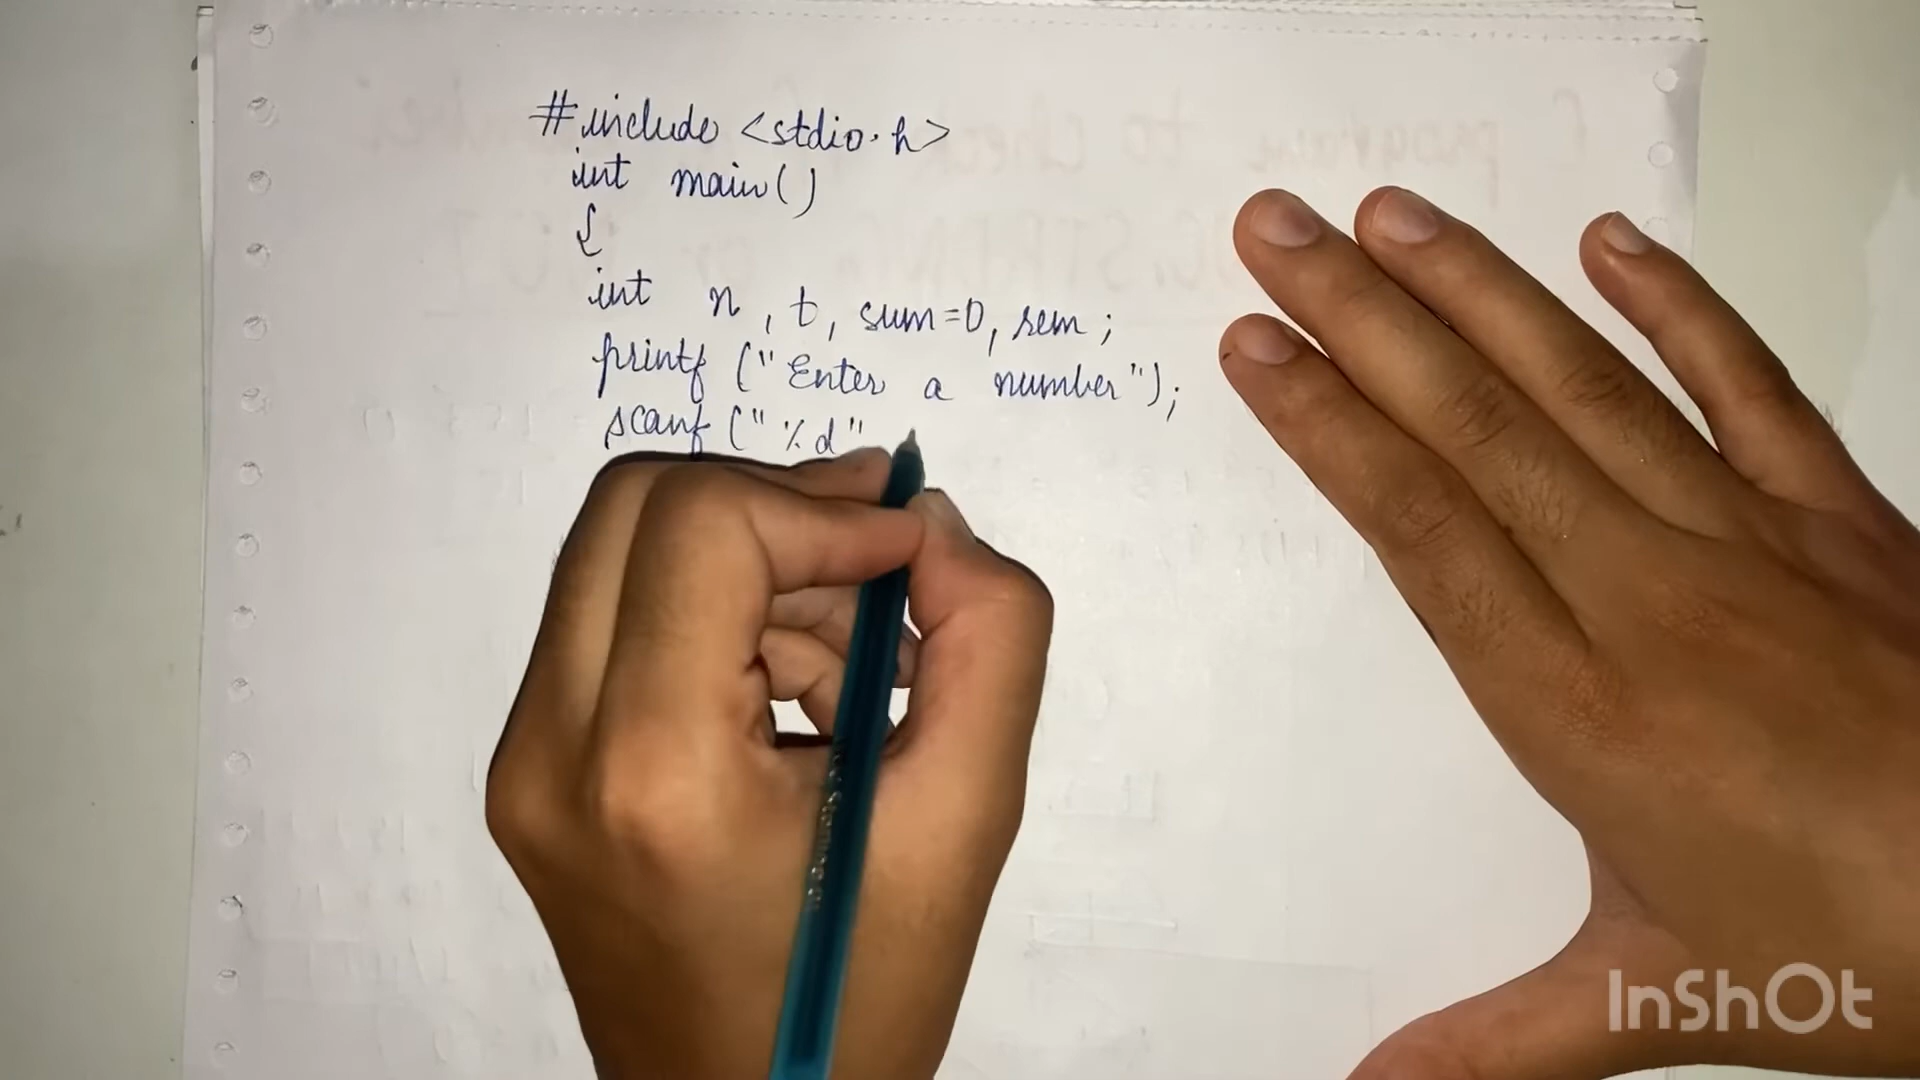 #include <stdio.h>
int main()
{
int n, t, sum=0, rem;
printf ("Enter a number");
scanf ("%d"
InShOt